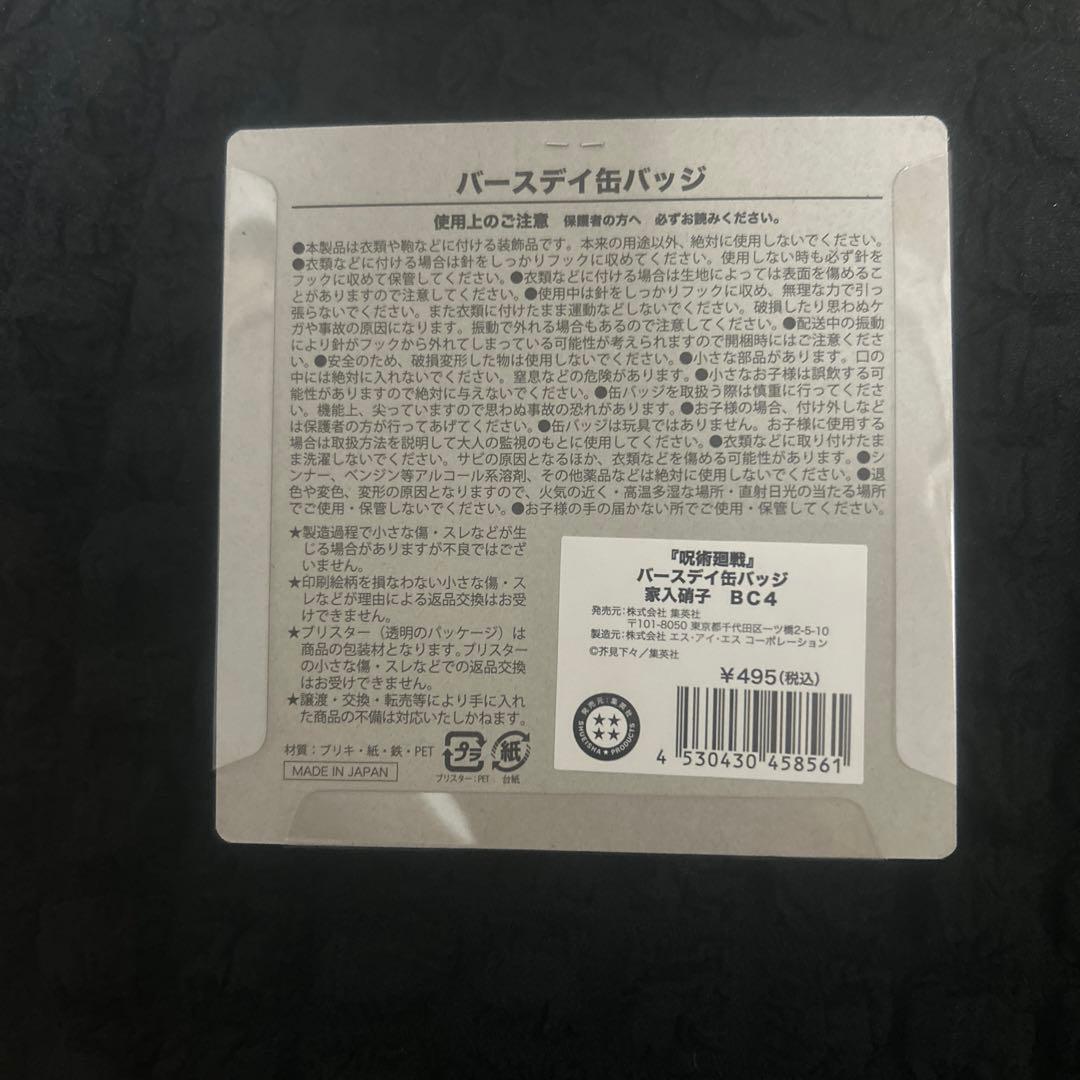 バースデイ缶バッジ
使用上のご注意 保護者の方へ 必ずお読みください。
●本製品は衣類や鞄などに付ける装飾品です。本来の用途以外、絶対に使用しないでください。
●衣類などに付ける場合は針をしっかりフックに収めてください。使用しない時も必ず針を
フックに収めて保管してください。●衣類などに付ける場合は生地によっては表面を傷めるこ
とがありますので注意してください。●使用中は針をしっかりフックに収め、無理な力で引っ
張らないでください。また衣類に付けたまま運動などしないでください。破損したり思わぬケ
ガや事故の原因になります。振動で外れる場合もあるので注意してください。●配送中の振動
により針がフックから外れてしまっている可能性が考えられますので開梱時にはご注意くださ
い。●安全のため、破損変形した物は使用しないでください。●小さな部品があります。口の
中には絶対に入れないでください。窒息などの危険があります。●小さなお子様は誤飲する可
能性がありますので絶対に与えないでください。●缶バッジを取扱う際は慎重に行ってくださ
い。機能上、尖っていますので思わぬ事故の恐れがあります。●お子様の場合、付け外しなど
は保護者の方が行ってあげてください。●缶バッジは玩具ではありません。お子様に使用する
場合は取扱方法を説明して大人の監視のもとに使用してください。●衣類などに取り付けたま
ま洗濯しないでください。サビの原因となるほか、衣類などを傷める可能性があります。●シ
ンナー、ベンジン等アルコール系溶剤、その他薬品などは絶対に使用しないでください。●退
色や変色、変形の原因となりますので、火気の近く・高温多湿な場所・直射日光の当たる場所
でご使用・保管しないでください。●お子様の手の届かない所でご使用・保管してください。
★製造過程で小さな傷・スレなどが生
じる場合がありますが不良ではござ
いません。
★印刷絵柄を損なわない小さな傷・ス
レなどが理由による返品交換はお受
けできません。
★ブリスター（透明のパッケージ）は
商品の包装材となります。ブリスター
の小さな傷・スレなどでの返品交換
はお受けできません。
★譲渡・交換・転売等により手に入れ
た商品の不備は対応いたしかねます。
材質：ブリキ・紙・鉄・PET
MADE IN JAPAN
プラ
ブリスター：PET
紙
台紙
『呪術廻戦』
バースデイ缶バッジ
家入硝子 BC4
発売元：株式会社 集英社
〒101-8050 東京都千代田区一ツ橋2-5-10
製造元：株式会社 エス・アイ・エス コーポレーション
©芥見下々／集英社
¥495(税込)
発売元：集英社
SHUEISHA★PRODUCTS
4 530430 458561